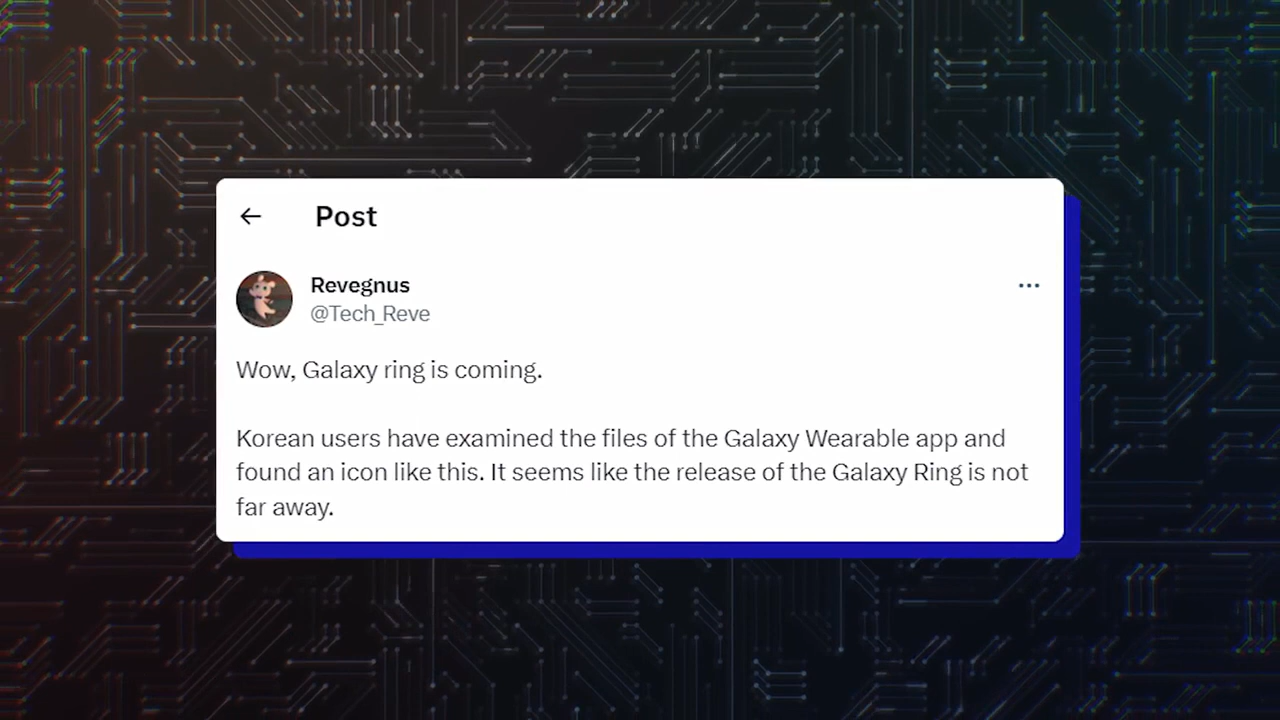 Post
Revegnus
@Tech_Reve
Wow, Galaxy ring is coming.
Korean users have examined the files of the Galaxy Wearable app and
found an icon like this. It seems like the release of the Galaxy Ring is not
far away.